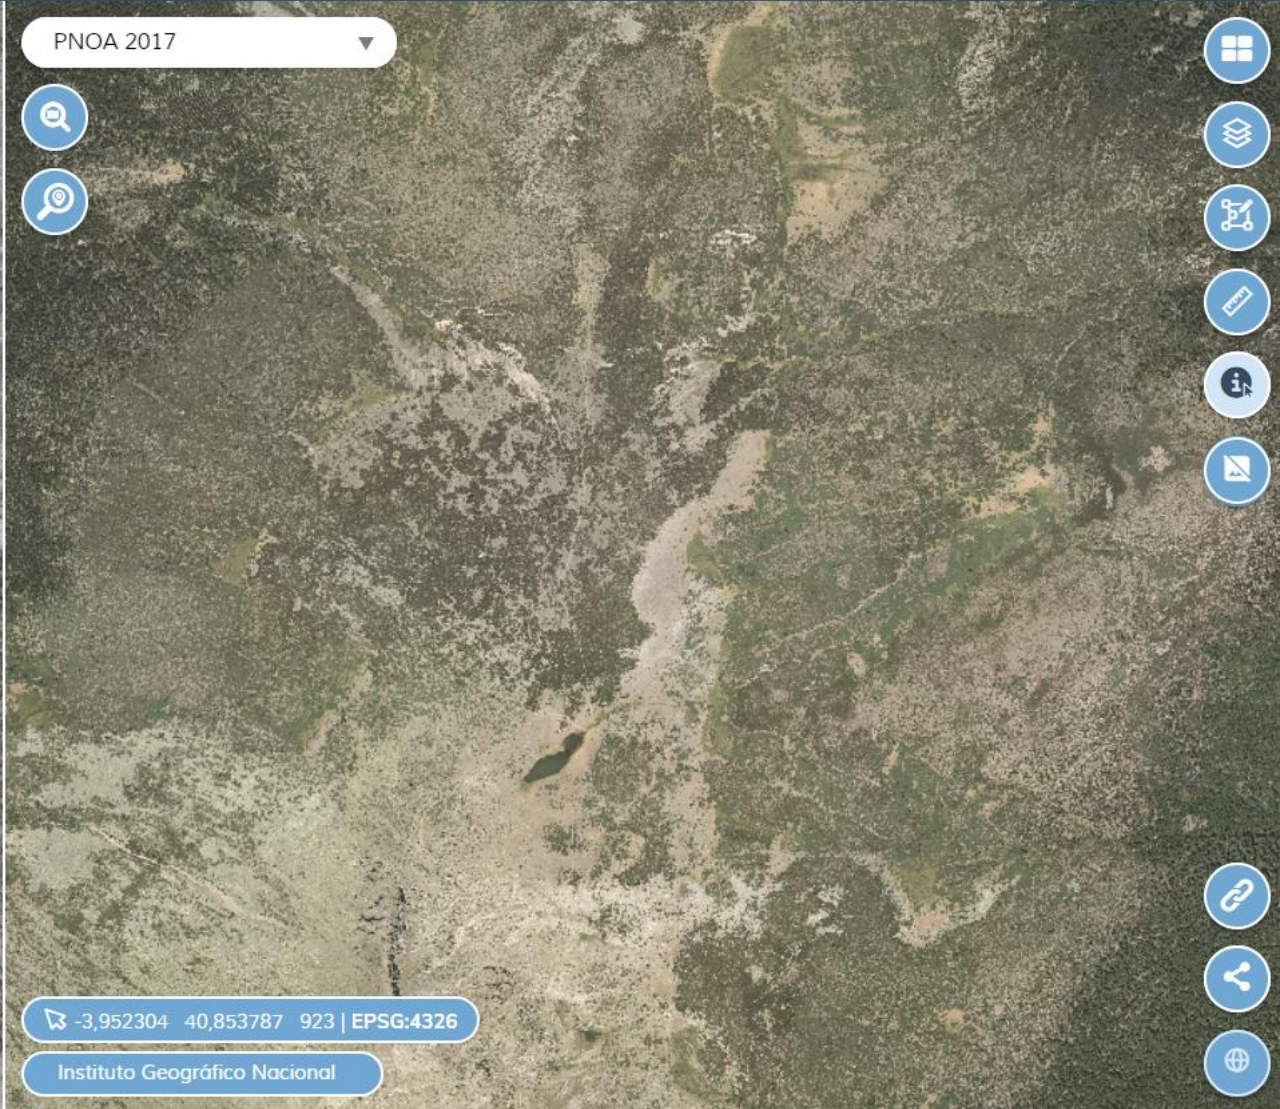 PNOA 2017
-3,952304 40,853787 923 | EPSG:4326
Instituto Geográfico Nacional